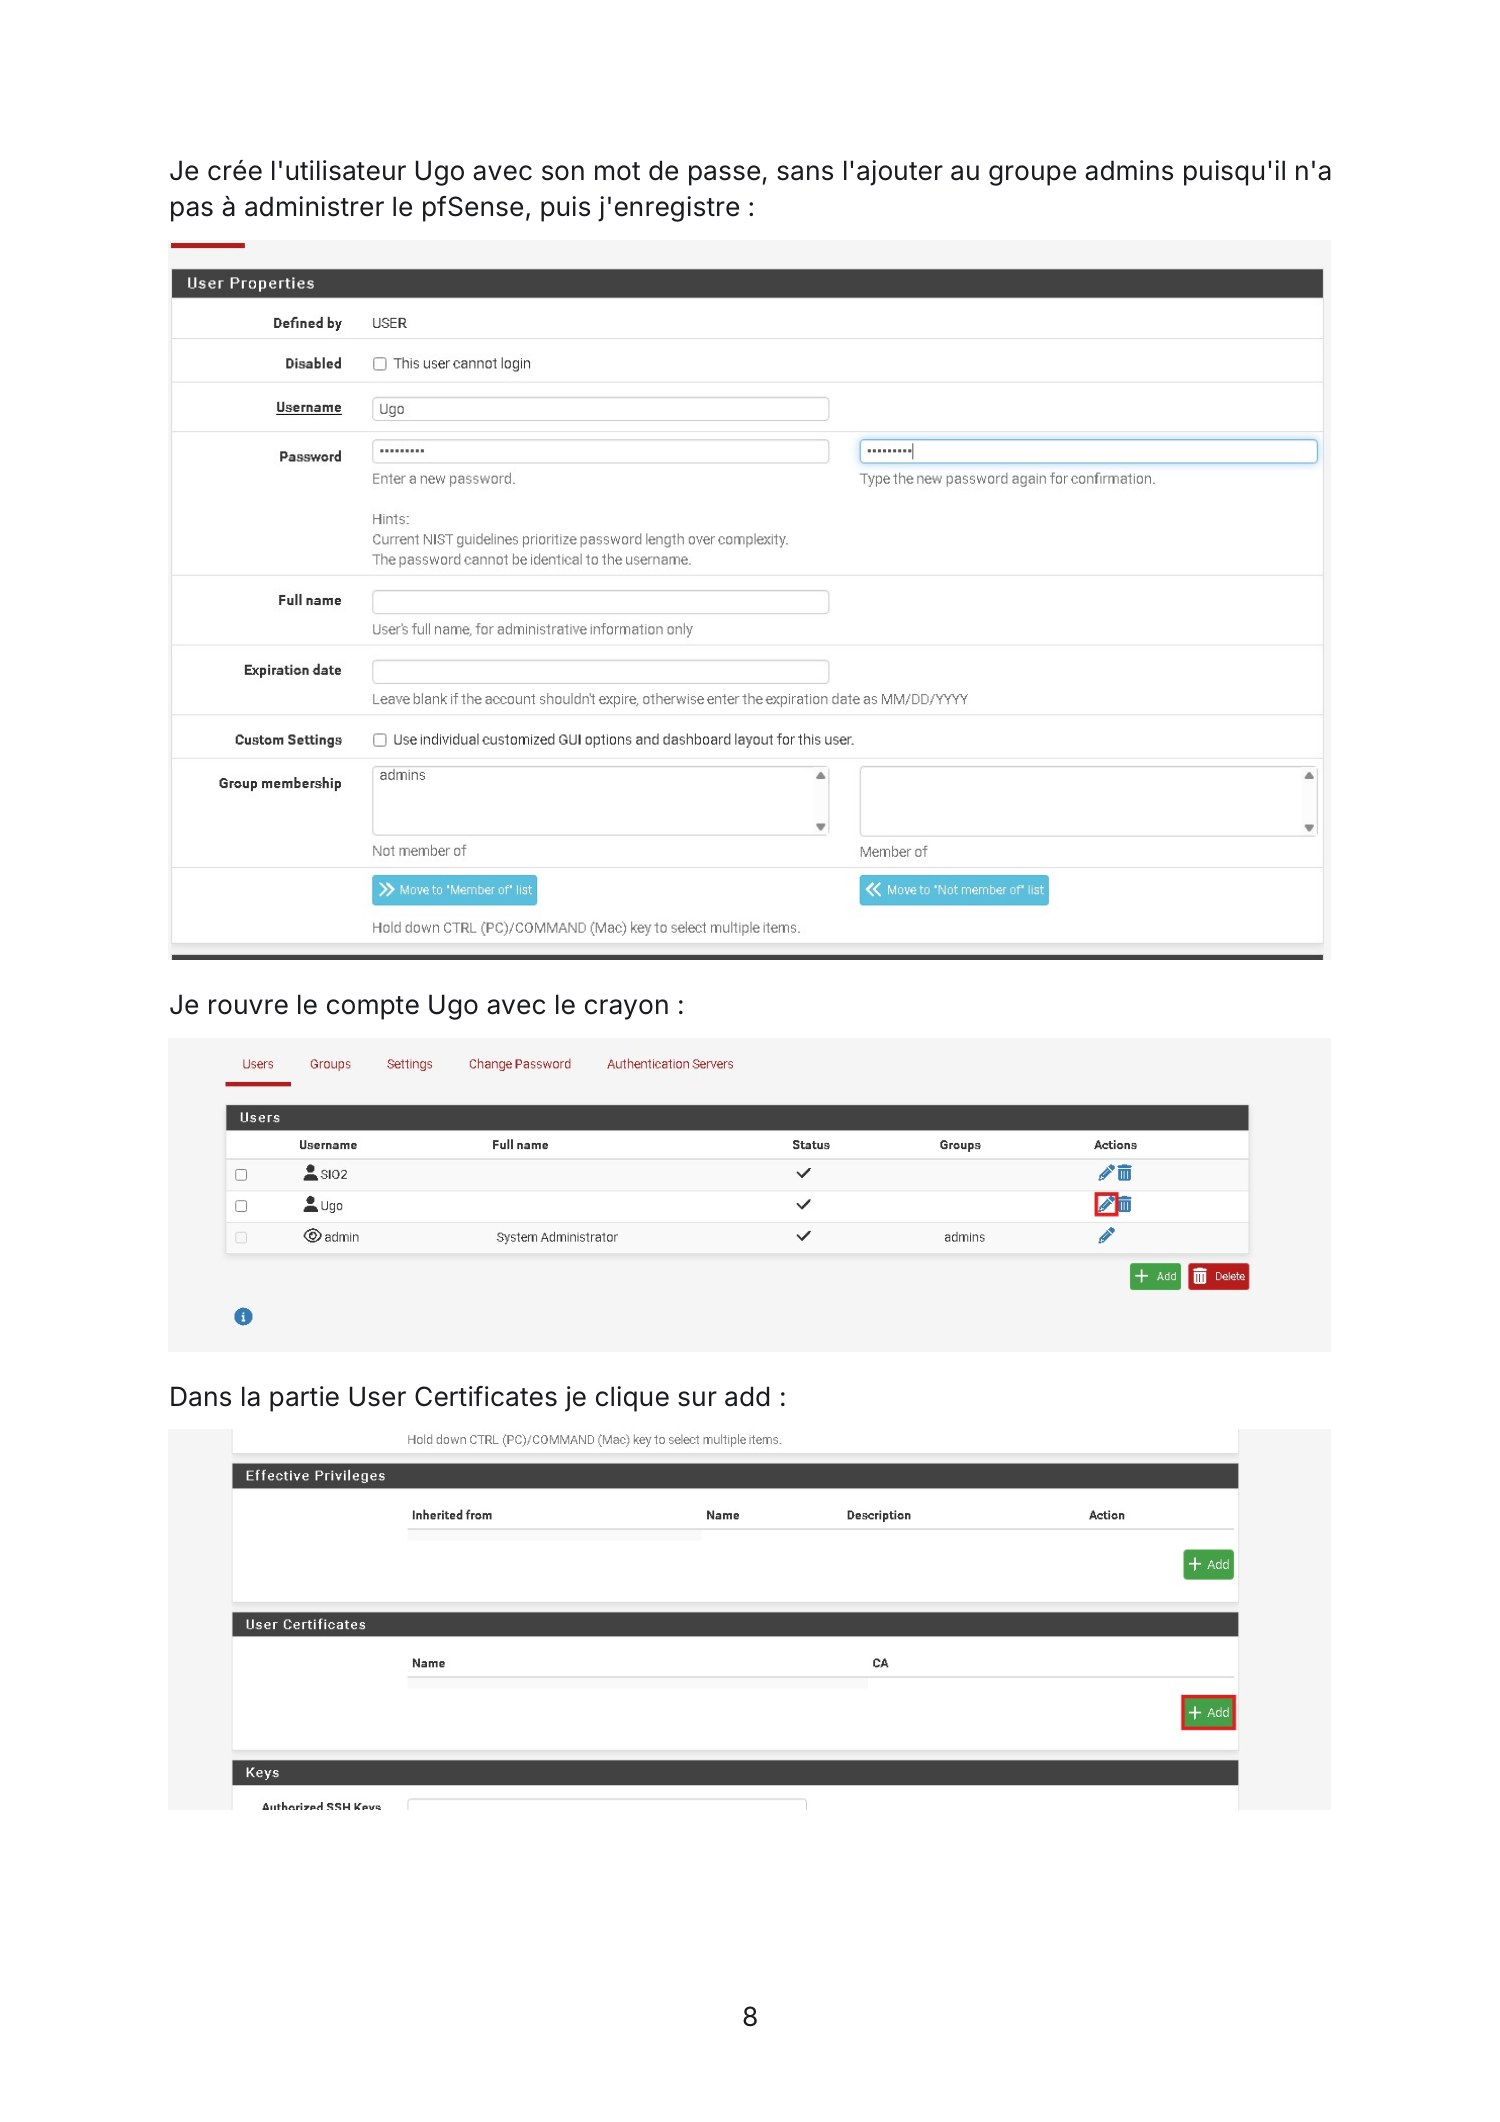 Je crée l'utilisateur Ugo avec son mot de passe, sans l'ajouter au groupe admins puisqu'il n'a
pas à administrer le pfSense, puis j'enregistre :
User Properties
Defined by USER
Disabled This user cannot login
Username Ugo
Password ••••••••• •••••••••
Enter a new password. Type the new password again for confirmation.
Hints:
Current NIST guidelines prioritize password length over complexity.
The password cannot be identical to the username.
Full name
User's full name, for administrative information only
Expiration date
Leave blank if the account shouldn't expire, otherwise enter the expiration date as MM/DD/YYYY
Custom Settings Use individual customized GUI options and dashboard layout for this user.
Group membership admins
Not member of Member of
Move to "Member of" list Move to "Not member of" list
Hold down CTRL (PC)/COMMAND (Mac) key to select multiple items.
Je rouvre le compte Ugo avec le crayon :
Users Groups Settings Change Password Authentication Servers
Users
Username Full name Status Groups Actions
SIO2
Ugo
admin System Administrator admins
Add Delete
Dans la partie User Certificates je clique sur add :
Hold down CTRL (PC)/COMMAND (Mac) key to select multiple items.
Effective Privileges
Inherited from Name Description Action
Add
User Certificates
Name CA
Add
Keys
Authorized SSH Keys
8